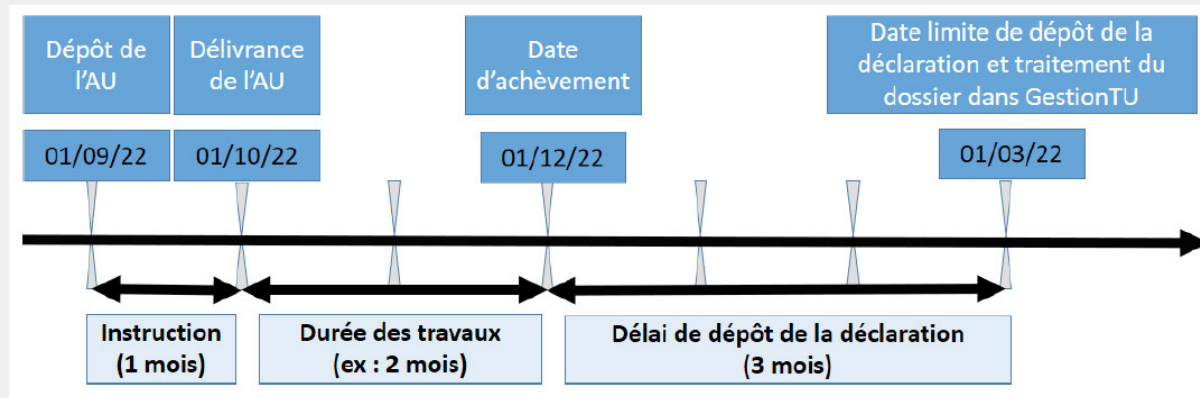 Dépôt de
l’AU
Délivrance
de l’AU
Date
d’achèvement
Date limite de dépôt de la
déclaration et traitement du
dossier dans GestionTU
01/09/22
01/10/22
01/12/22
01/03/22
Instruction
(1 mois)
Durée des travaux
(ex : 2 mois)
Délai de dépôt de la déclaration
(3 mois)